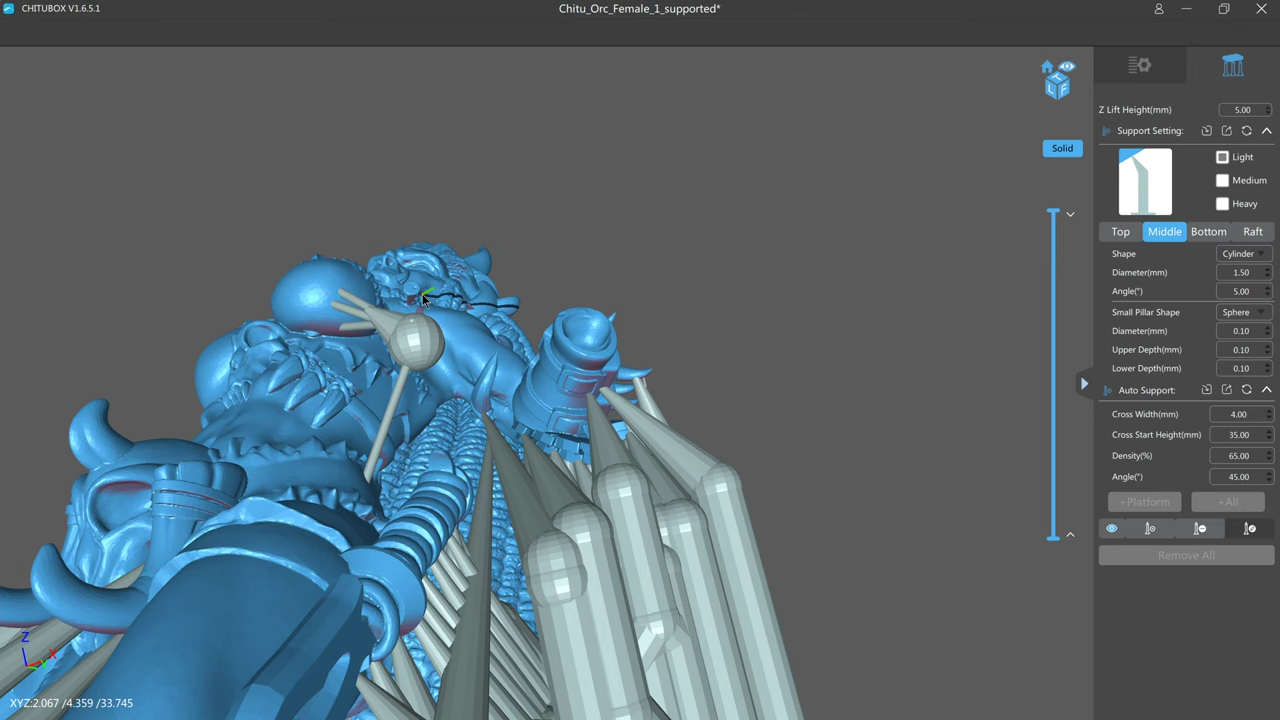 CHITUBOX V1.6.5.1
Chitu_Orc_Female_1_supported*
Z Lift Height(mm) 5.00
Support Setting:
Solid
Light
Medium
Heavy
Top Middle Bottom Raft
Shape Cylinder
Diameter(mm) 1.50
Angle(°) 5.00
Small Pillar Shape Sphere
Diameter(mm) 0.10
Upper Depth(mm) 0.10
Lower Depth(mm) 0.10
Auto Support:
Cross Width(mm) 4.00
Cross Start Height(mm) 35.00
Density(%) 65.00
Angle(°) 45.00
+Platform +All
Remove All
T
L F
Z
X
XYZ:2.067 /4.359 /33.745